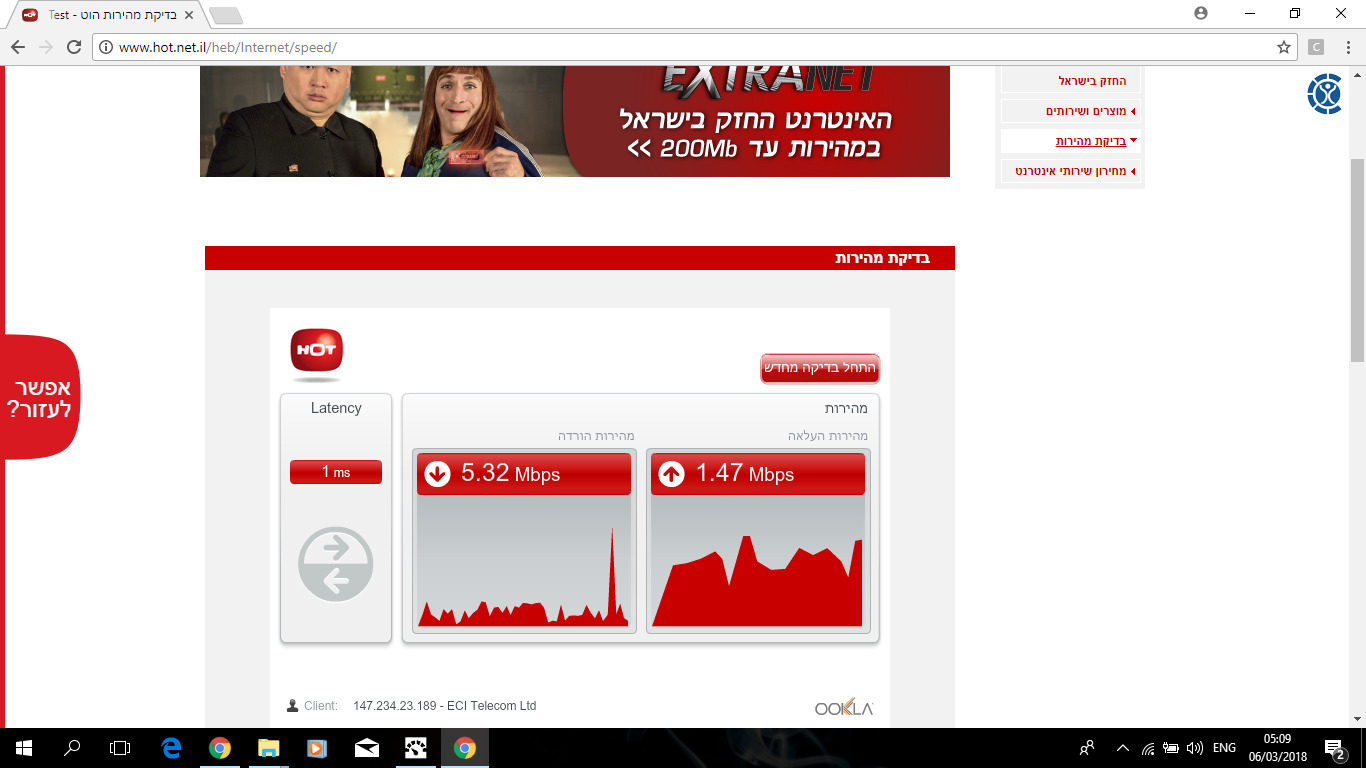 Test - בדיקת מהירות הוט
www.hot.net.il/heb/Internet/speed/
C
EXTRANET
האינטרנט החזק בישראל
במהירות עד 200Mb >>
החזק בישראל
מוצרים ושירותים
בדיקת מהירות
מחירון שירותי אינטרנט
בדיקת מהירות
HOT
התחל בדיקה מחדש
אפשר
לעזור?
Latency
מהירות
מהירות הורדה
מהירות העלאה
1 ms
5.32 Mbps
1.47 Mbps
Client: 147.234.23.189 - ECI Telecom Ltd
OOKLA
ENG
05:09
06/03/2018
2